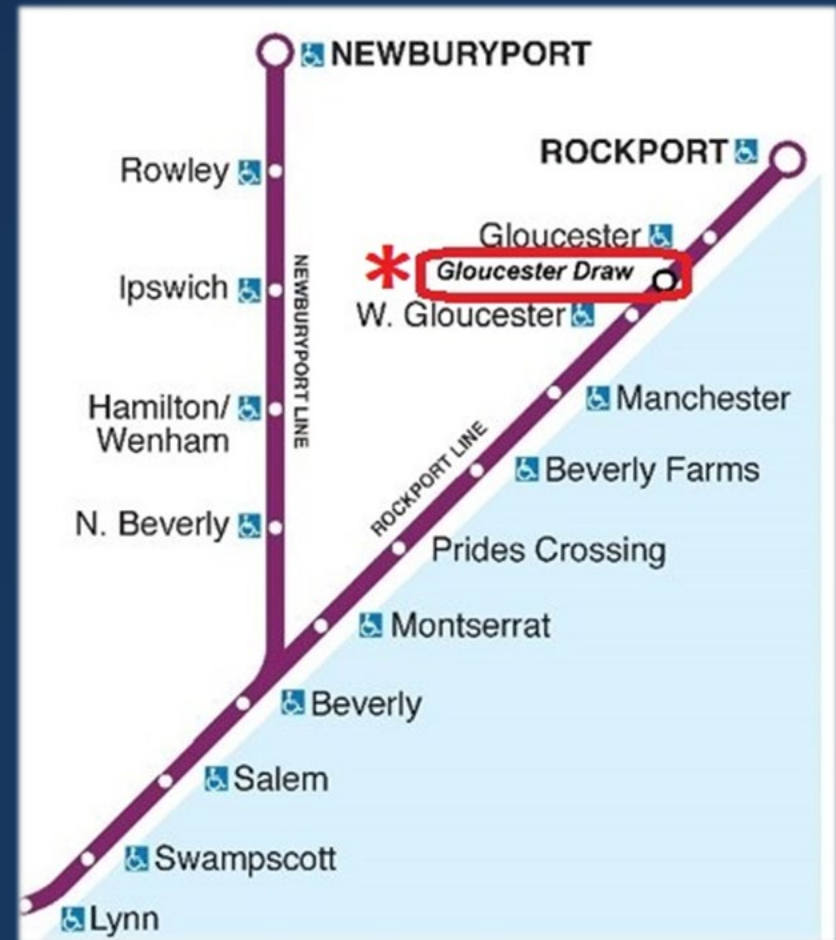 NEWBURYPORT
ROCKPORT
Rowley
Gloucester
* Gloucester Draw
Ipswich
W. Gloucester
NEWBURYPORT LINE
Hamilton/
Wenham
Manchester
ROCKPORT LINE
Beverly Farms
N. Beverly
Prides Crossing
Montserrat
Beverly
Salem
Swampscott
Lynn